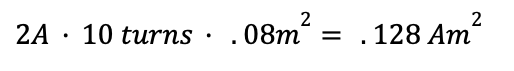 2A · 10 turns · .08m² = .128 Am²